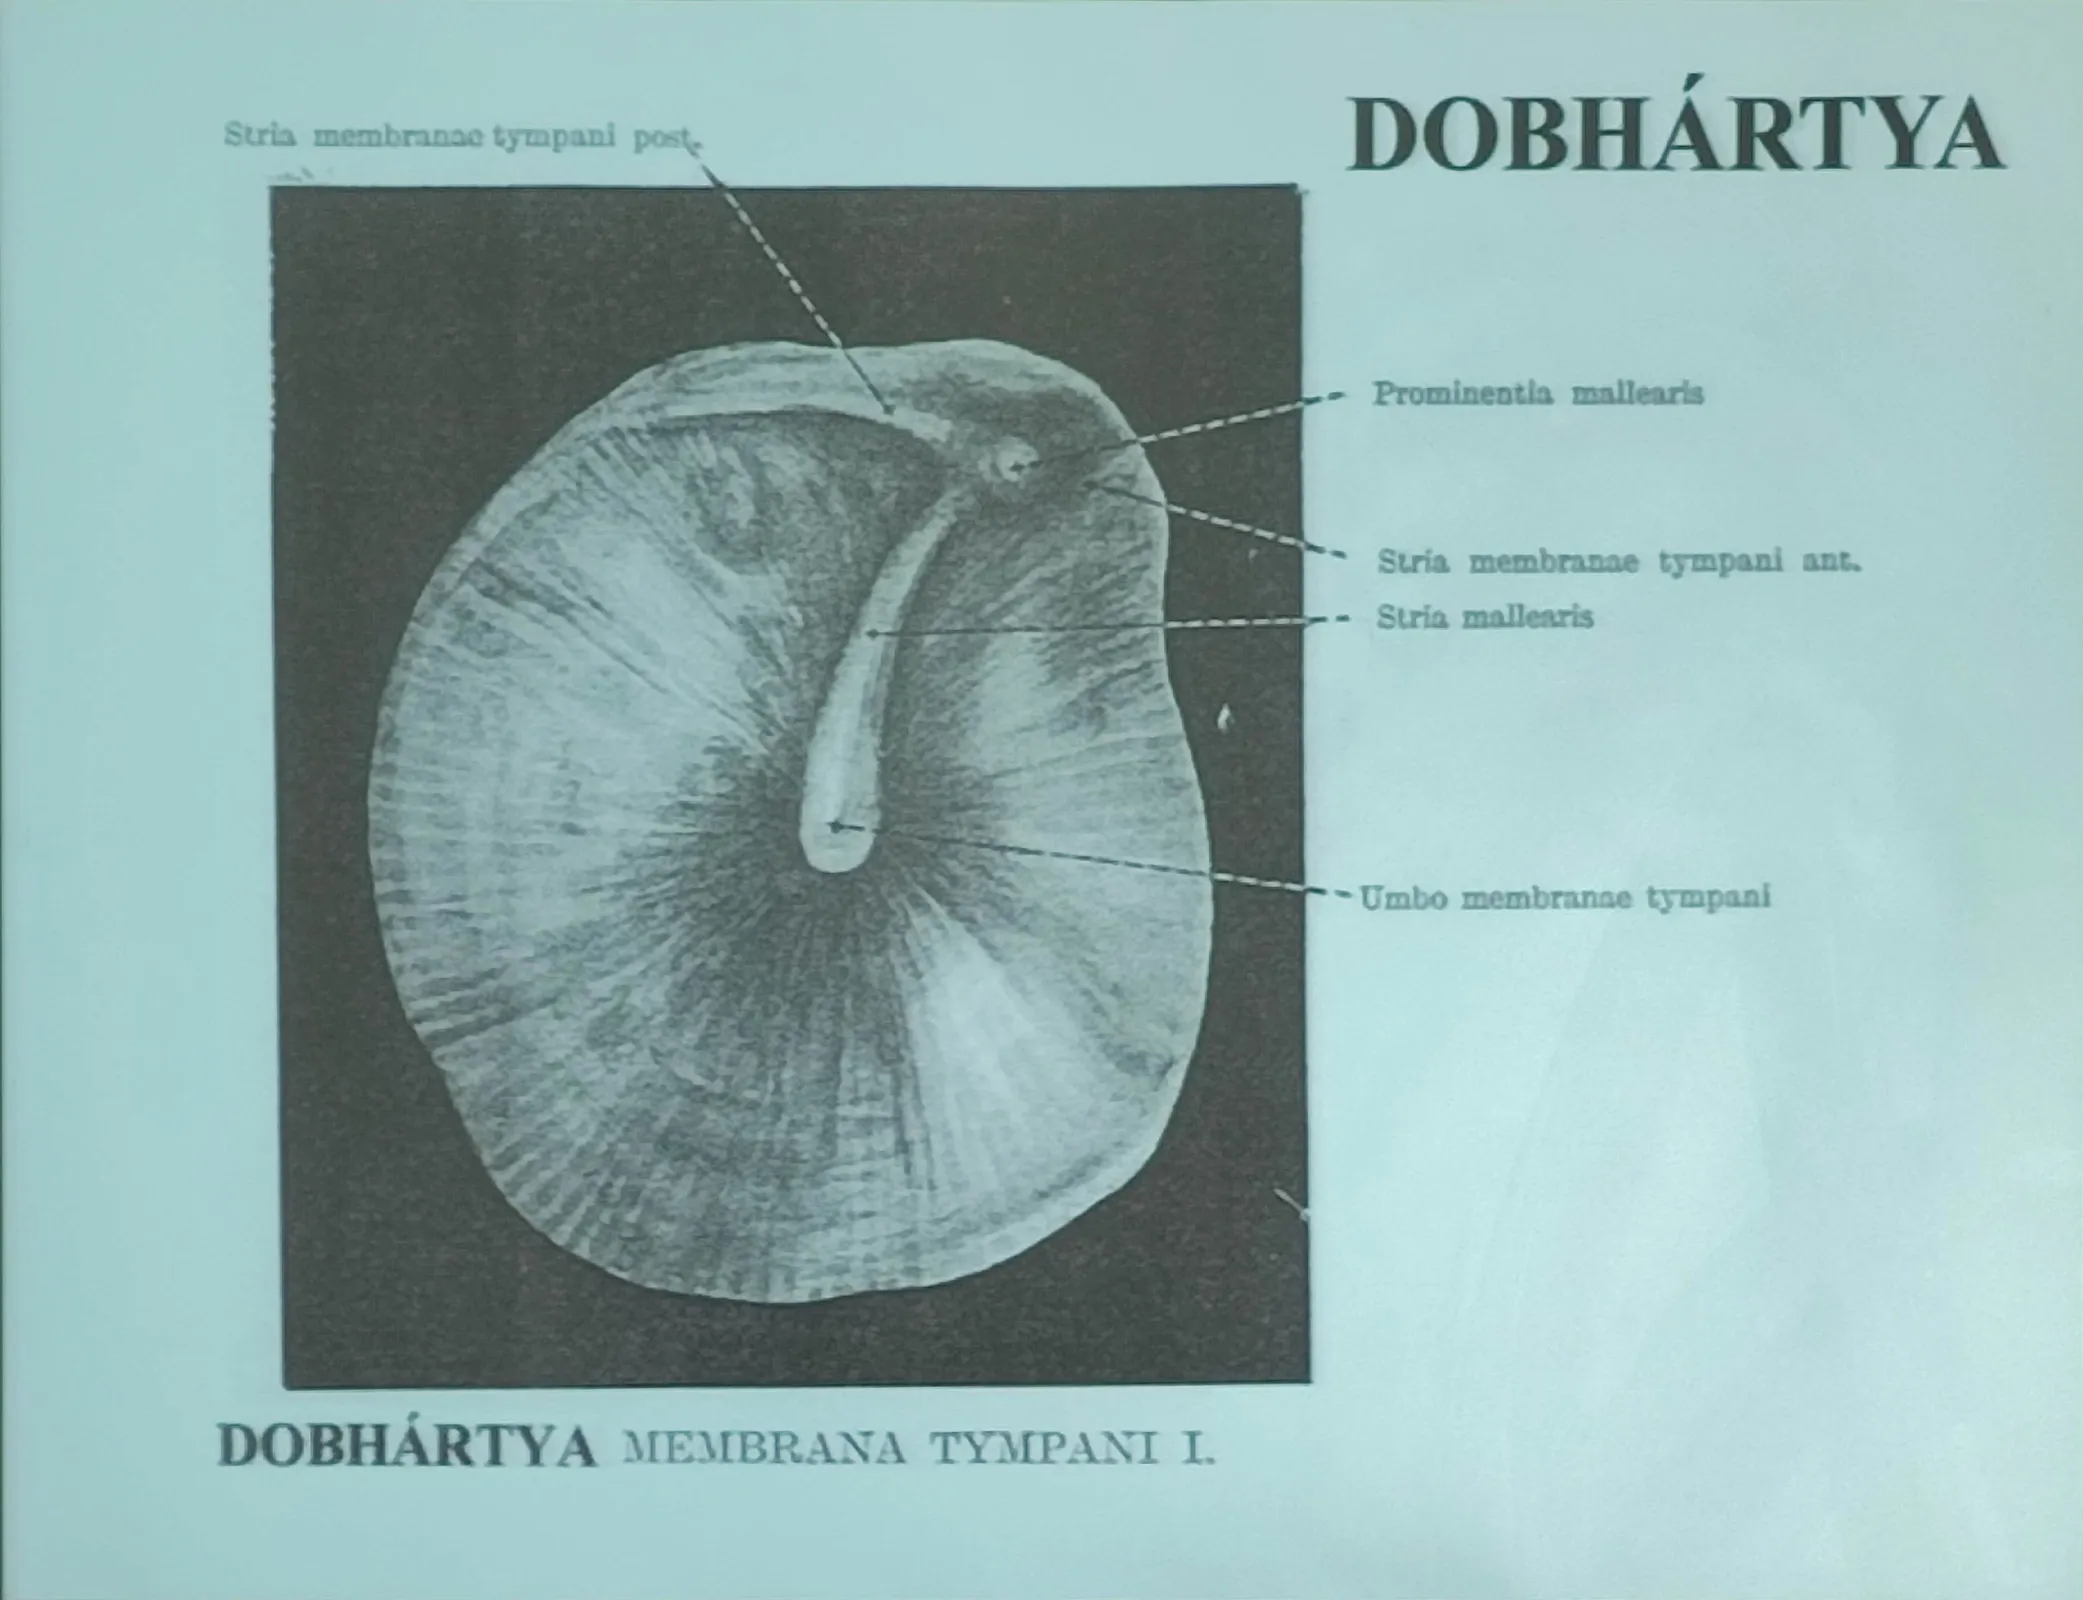 DOBHÁRTYA
Stria membranae tympani post.
Prominentia mallearis
Stria membranae tympani ant.
Stria mallearis
Umbo membranae tympani
DOBHÁRTYA MEMBRANA TYMPANI I.